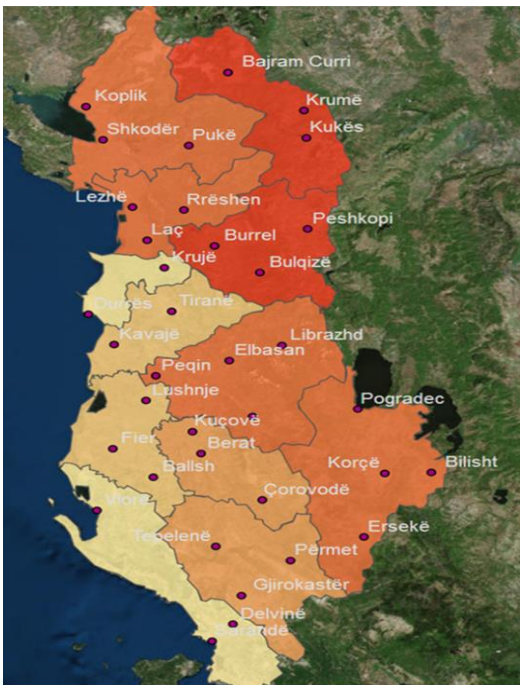 Bajram Curri
Koplik
Krumë
Shkodër
Kukës
Pukë
Lezhë
Rrëshen
Peshkopi
Laç
Burrel
Krujë
Bulqizë
Durrës
Tiranë
Kavajë
Librazhd
Elbasan
Peqin
Lushnje
Pogradec
Kuçovë
Fier
Berat
Ballsh
Korçë
Bilisht
Çorovodë
Vlorë
Ersekë
Tepelenë
Përmet
Gjirokastër
Delvinë
Sarandë